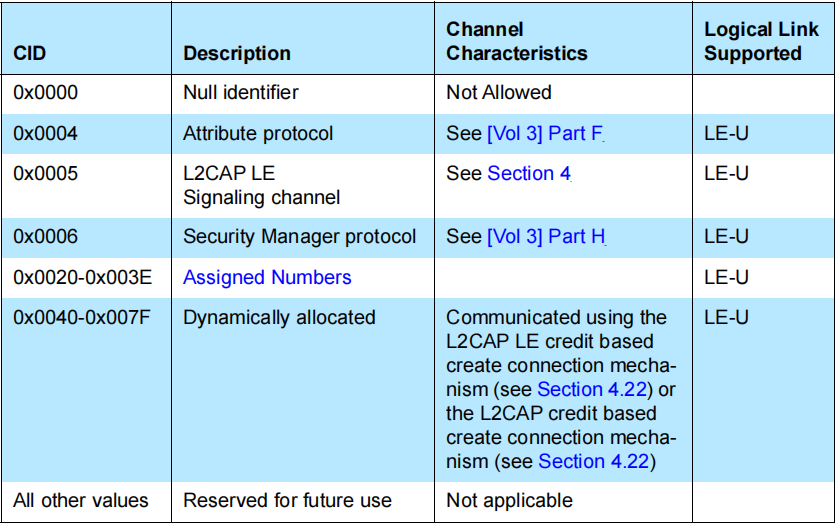 CID Description Channel Characteristics Logical Link Supported
0x0000 Null identifier Not Allowed
0x0004 Attribute protocol See [Vol 3] Part F. LE-U
0x0005 L2CAP LE Signaling channel See Section 4. LE-U
0x0006 Security Manager protocol See [Vol 3] Part H. LE-U
0x0020-0x003E Assigned Numbers LE-U
0x0040-0x007F Dynamically allocated Communicated using the LE-U
L2CAP LE credit based
create connection mecha-
nism (see Section 4.22) or
the L2CAP credit based
create connection mecha-
nism (see Section 4.22)
All other values Reserved for future use Not applicable